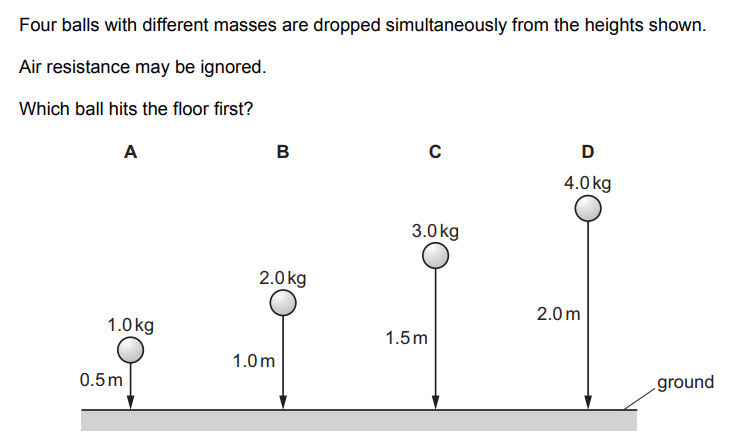 Four balls with different masses are dropped simultaneously from the heights shown.
Air resistance may be ignored.
Which ball hits the floor first?
A B C D
4.0 kg
3.0 kg
2.0 kg
2.0 m
1.0 kg
1.5 m
1.0 m
0.5 m
ground